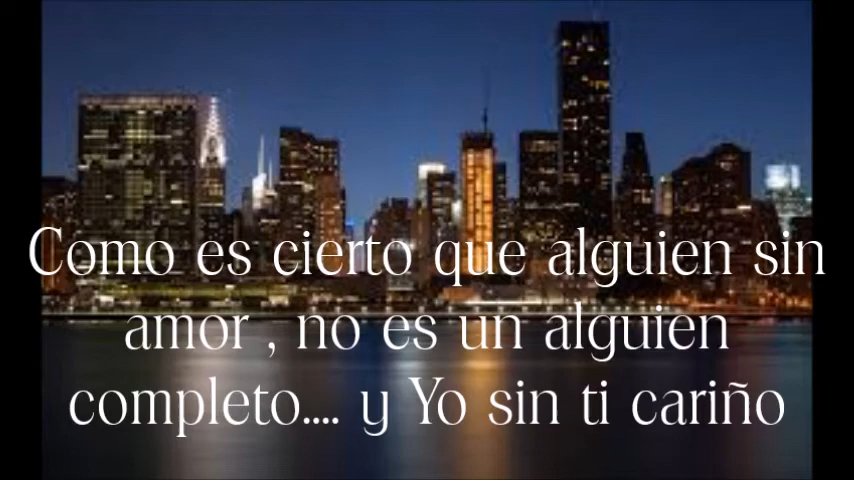 Como es cierto que alguien sin
amor , no es un alguien
completo.... y Yo sin ti cariño